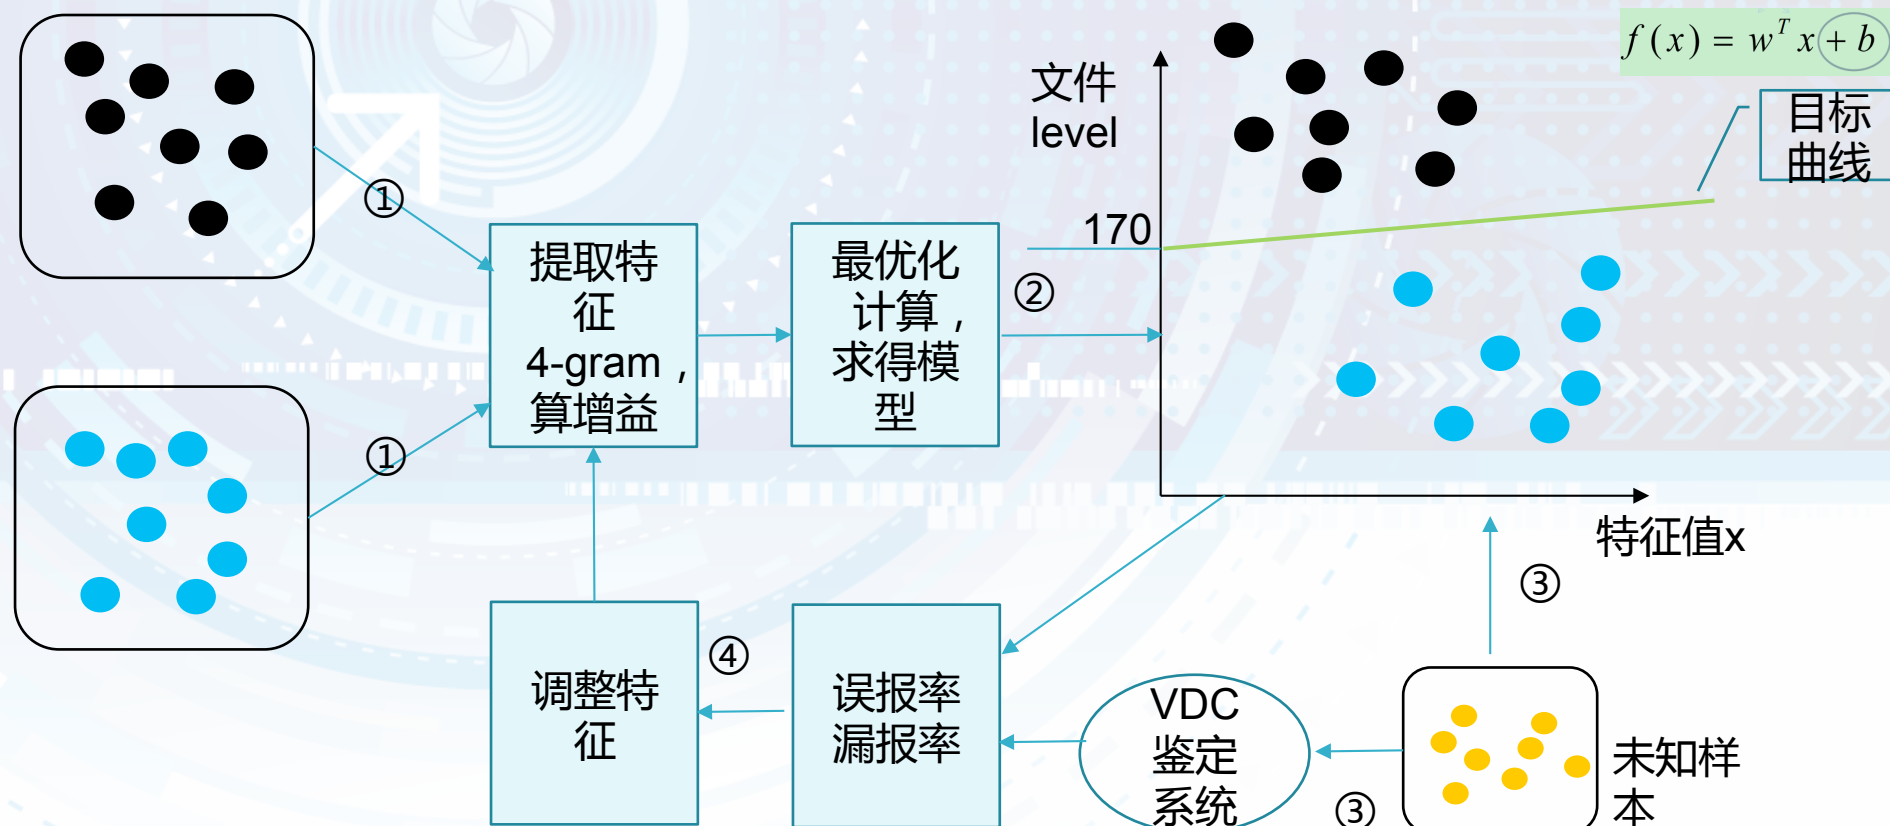 f(x) = w^T x + b
文件
level
目标
曲线
①
170
提取特
征
4-gram，
算增益
最优化
计算，
求得模
型
②
①
特征值x
③
调整特
征
④
误报率
漏报率
VDC
鉴定
系统
③
未知样
本